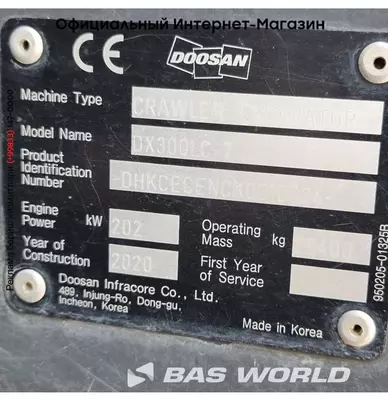 Официальный Интернет-Магазин
CE
DOOSAN
Machine Type CRAWLER EXCAVATOR
Model Name DX300LC-7
Product
Identification
Number
Engine
Power kW 202
Operating
Mass kg
Year of
Construction 2020
First Year
of Service
Doosan Infracore Co., Ltd.
489, Injung-Ro, Dong-gu,
Incheon, Korea
Made in Korea
950205-01325B
BAS WORLD